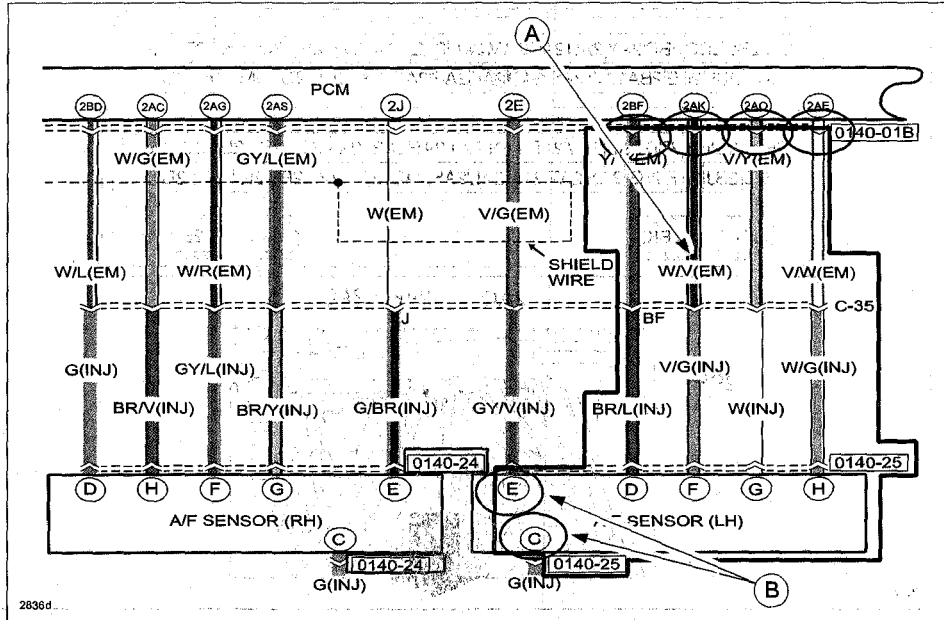 A
PCM
2BD 2AC 2AG 2AS 2J 2E 2BF 2AK 2AO 2AE
0140-01B
W/G(EM) GY/L(EM) V/Y(EM)
W(EM) V/G(EM)
SHIELD
WIRE
W/L(EM) W/R(EM) W/V(EM) V/W(EM)
C-35
J BF
G(INJ) GY/L(INJ) V/G(INJ) W/G(INJ)
BR/V(INJ) BR/Y(INJ) G/BR(INJ) GY/V(INJ) BR/L(INJ) W(INJ)
0140-24 0140-25
D H F G E E D F G H
A/F SENSOR (RH) SENSOR (LH)
C C
0140-24 0140-25
G(INJ) G(INJ)
B
2836d